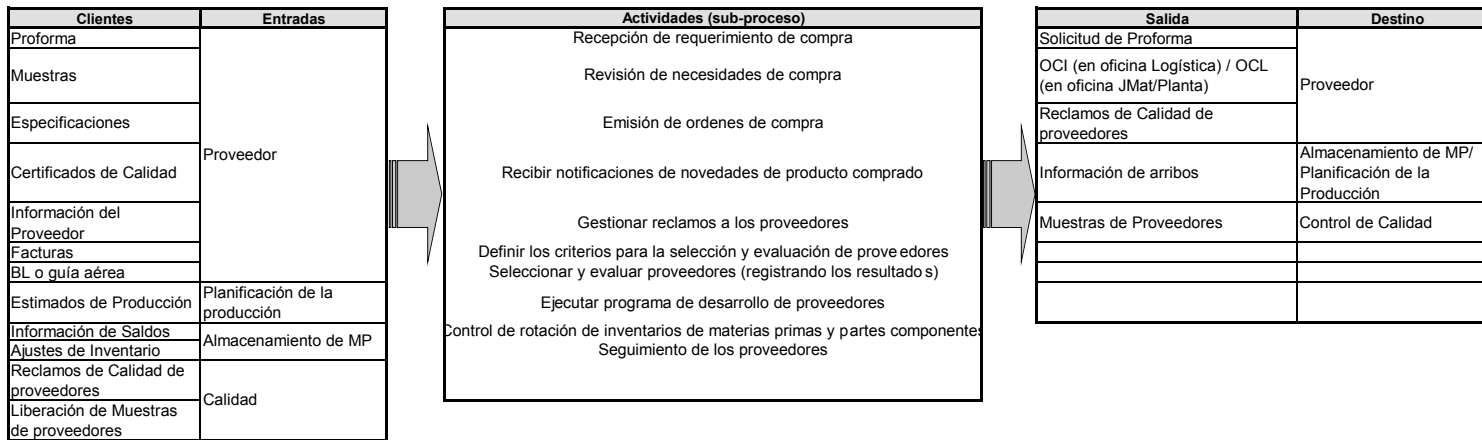 Clientes
Entradas
Proforma
Muestras
Especificaciones
Certificados de Calidad
Información del
Proveedor
Facturas
BL o guía aérea
Proveedor
Estimados de Producción
Planificación de la
producción
Información de Saldos
Ajustes de Inventario
Almacenamiento de MP
Reclamos de Calidad de
proveedores
Liberación de Muestras
de proveedores
Calidad
Actividades (sub-proceso)
Recepción de requerimiento de compra
Revisión de necesidades de compra
Emisión de ordenes de compra
Recibir notificaciones de novedades de producto comprado
Gestionar reclamos a los proveedores
Definir los criterios para la selección y evaluación de prove edores
Seleccionar y evaluar proveedores (registrando los resultado s)
Ejecutar programa de desarrollo de proveedores
Control de rotación de inventarios de materias primas y partes componentes
Seguimiento de los proveedores
Salida
Destino
Solicitud de Proforma
OCI (en oficina Logística) / OCL
(en oficina JMat/Planta)
Reclamos de Calidad de
proveedores
Proveedor
Información de arribos
Almacenamiento de MP/
Planificación de la
Producción
Muestras de Proveedores
Control de Calidad